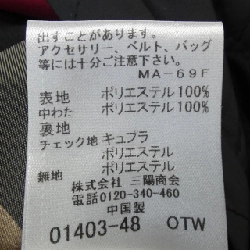 出すことがあります。
アクセサリー、ベルト、バッグ
等には十分ご注意下さい。
MA-69F
表地 ポリエステル100%
中わた ポリエステル100%
裏地
チェック地 キュプラ
ポリエステル
無地 ポリエステル
株式会社 三陽商会
電話0120-340-460
中国製
01403-48 OTW